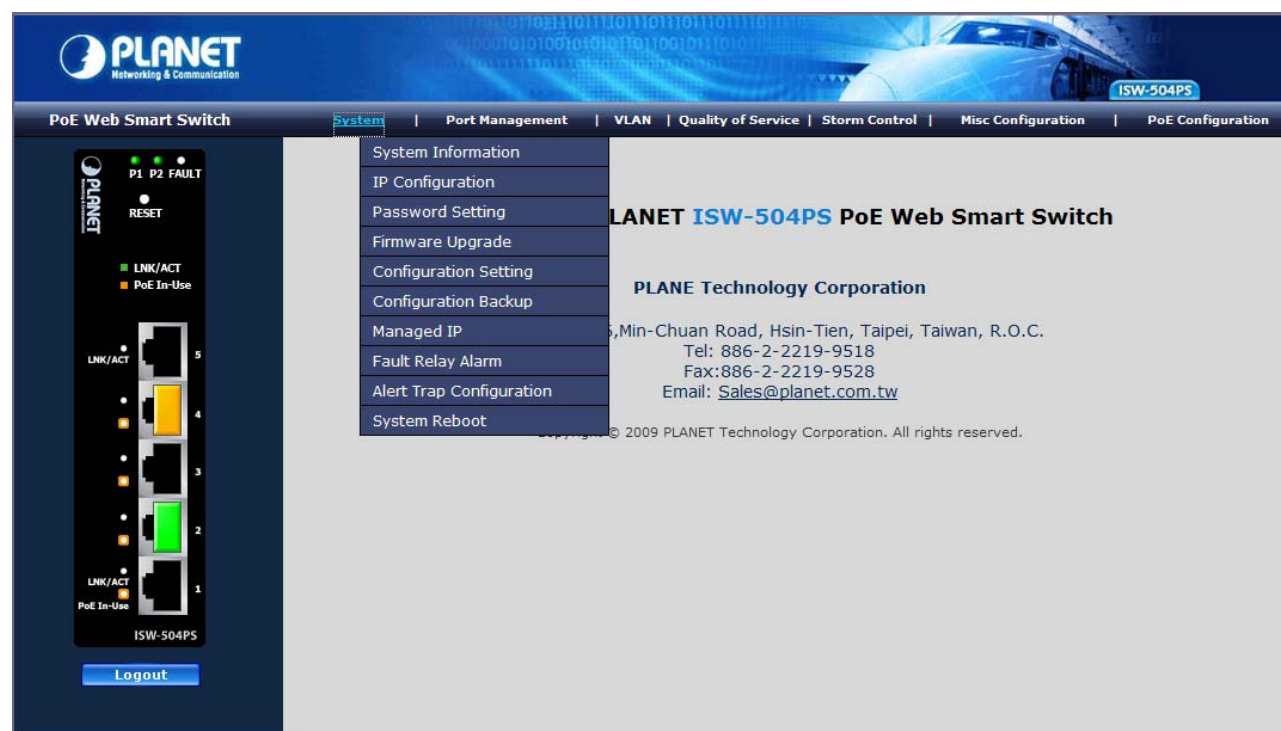 PLANET
Networking & Communication
ISW-504PS
PoE Web Smart Switch
System | Port Management | VLAN | Quality of Service | Storm Control | Misc Configuration | PoE Configuration
PLANET
P1 P2 FAULT
RESET
LNK/ACT
PoE In-Use
LNK/ACT
5
4
3
2
LNK/ACT
1
PoE In-Use
ISW-504PS
Logout
System Information
IP Configuration
Password Setting
Firmware Upgrade
Configuration Setting
Configuration Backup
Managed IP
Fault Relay Alarm
Alert Trap Configuration
System Reboot
LANET ISW-504PS PoE Web Smart Switch
PLANE Technology Corporation
,Min-Chuan Road, Hsin-Tien, Taipei, Taiwan, R.O.C.
Tel: 886-2-2219-9518
Fax:886-2-2219-9528
Email: Sales@planet.com.tw
© 2009 PLANET Technology Corporation. All rights reserved.